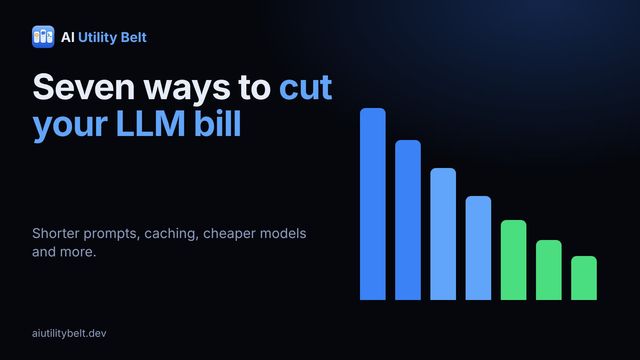 AI Utility Belt
Seven ways to cut
your LLM bill
Shorter prompts, caching, cheaper models
and more.
aiutilitybelt.dev